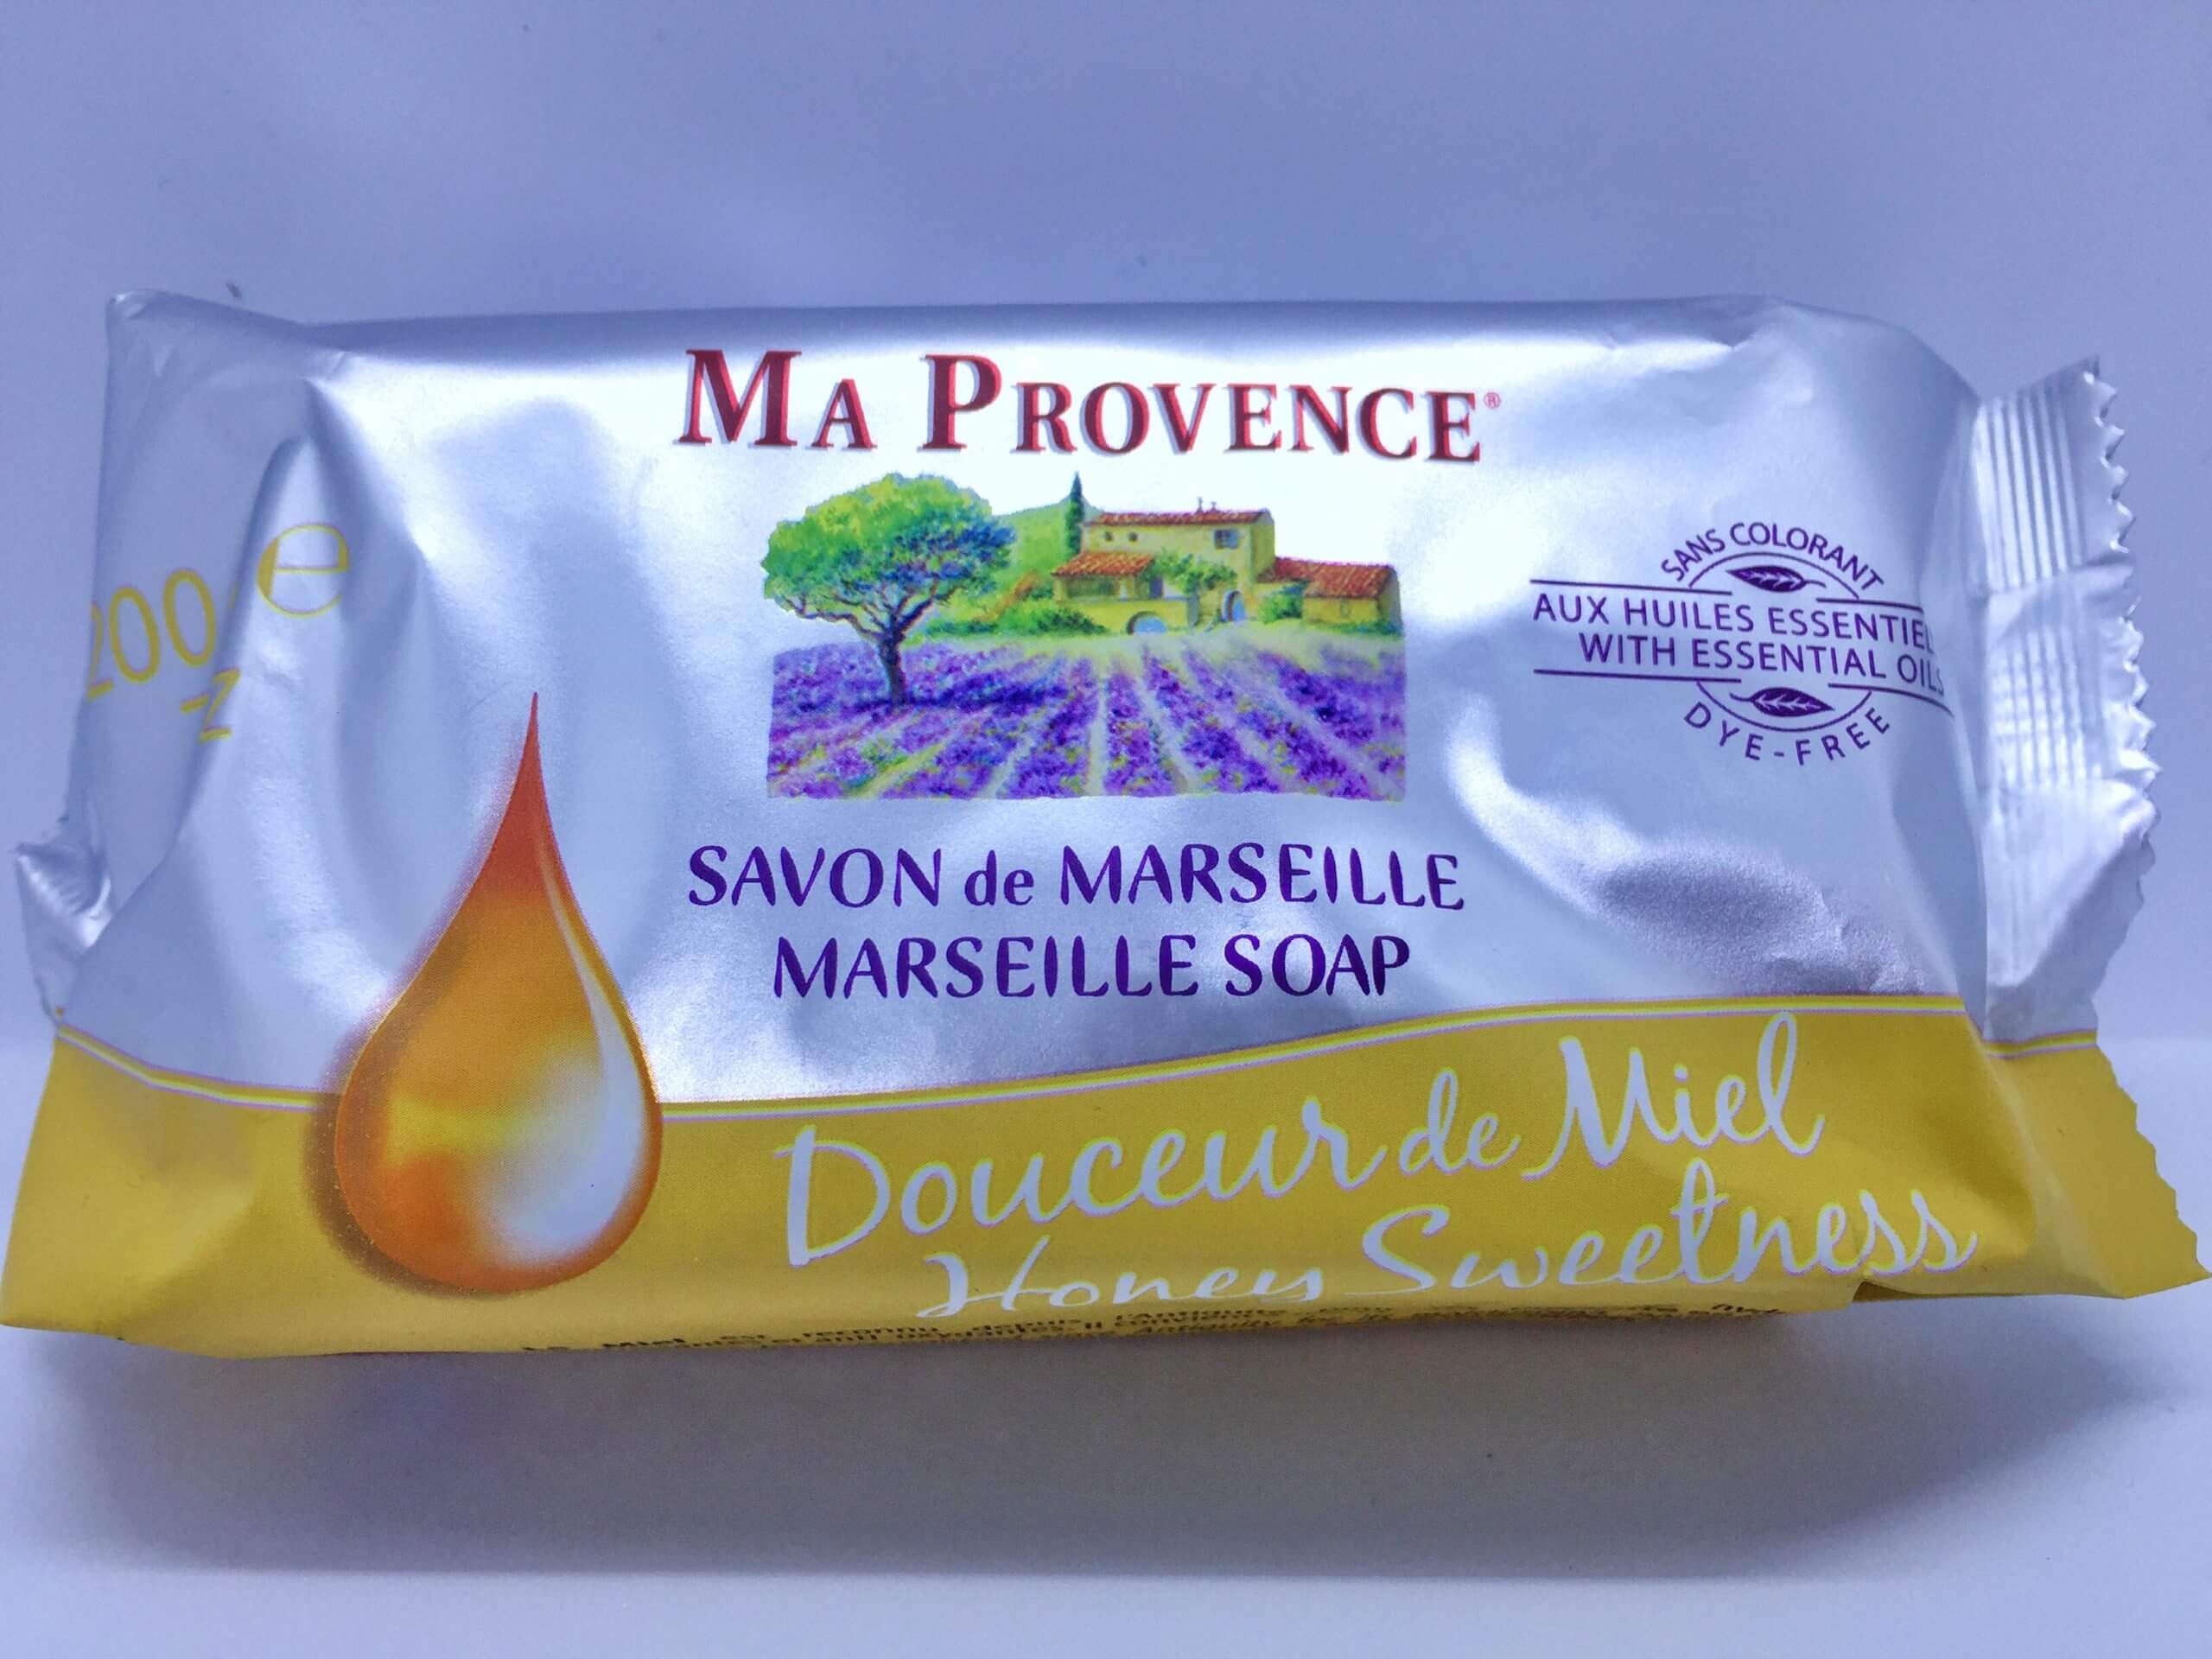 MA PROVENCE®
200 e
SANS COLORANT
AUX HUILES ESSENTIEL
WITH ESSENTIAL OILS
DYE-FREE
SAVON de MARSEILLE
MARSEILLE SOAP
Douceur de Miel
Honey Sweetness